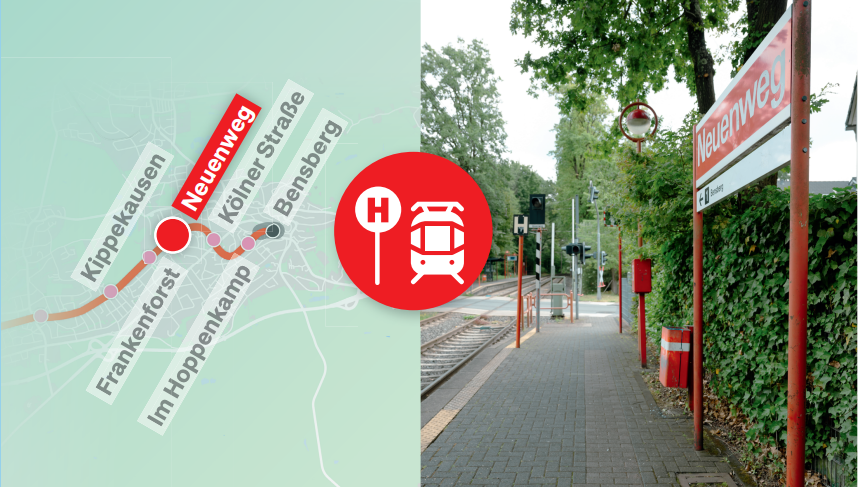 Kippekausen
Neuenweg
Kölner Straße
Bensberg
Frankenforst
Im Hoppenkamp
H
Neuenweg
Bensberg
H